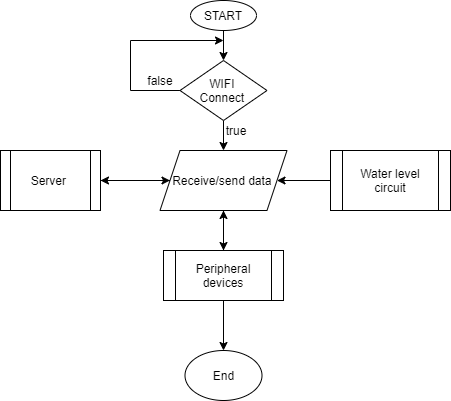 START
WIFI
Connect
false
true
Server
Receive/send data
Water level
circuit
Peripheral
devices
End